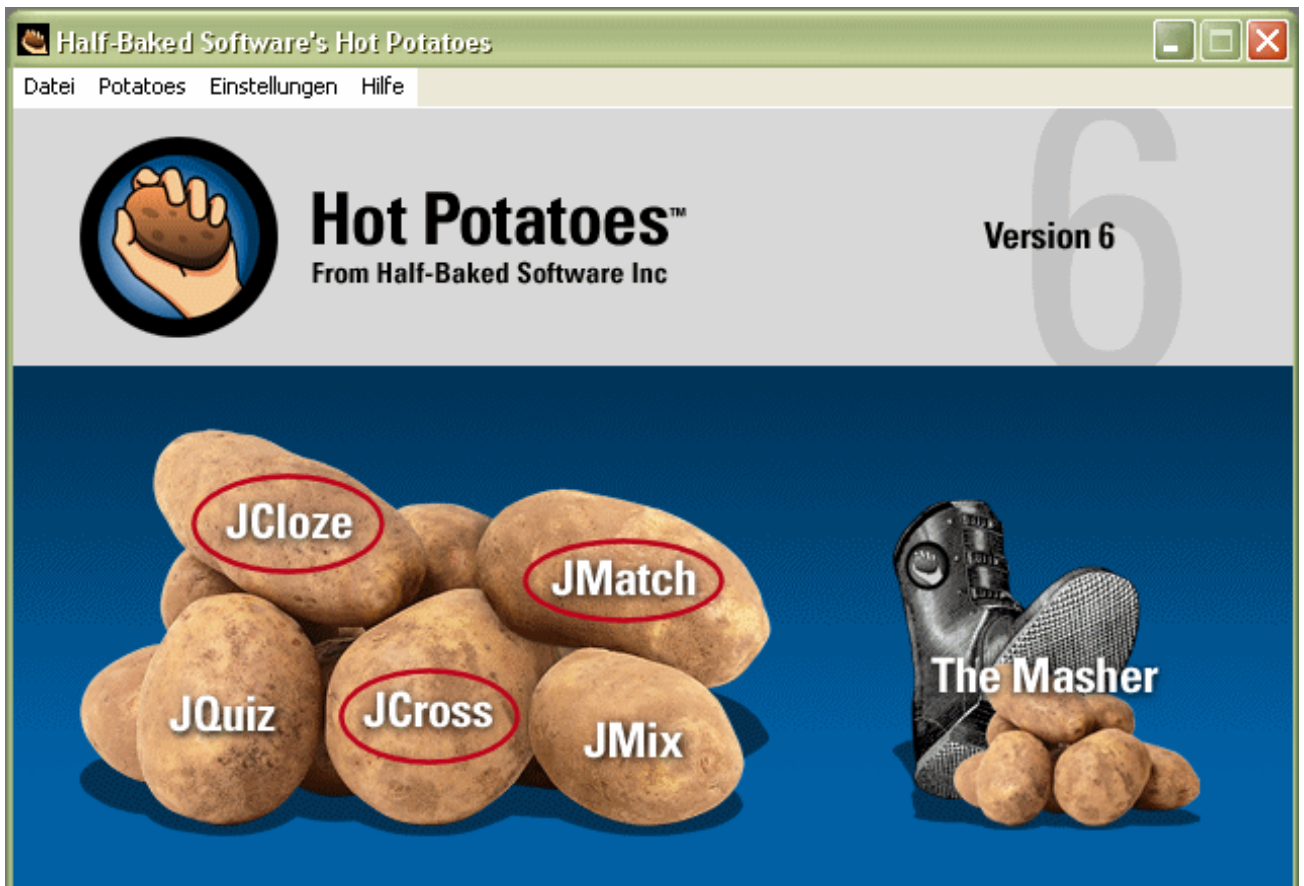 Half-Baked Software's Hot Potatoes
Datei Potatoes Einstellungen Hilfe
Hot Potatoes™
From Half-Baked Software Inc
Version 6
6
JCloze
JMatch
JQuiz
JCross
JMix
The Masher